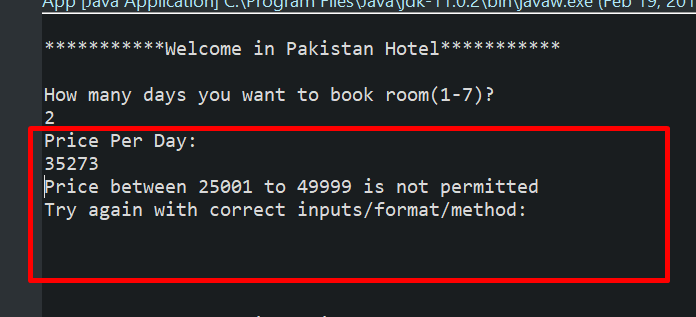 App [Java Application] C:\Program Files\Java\jdk-11.0.2\bin\javaw.exe (Feb 19, 201
***********Welcome in Pakistan Hotel***********
How many days you want to book room(1-7)?
2
Price Per Day:
35273
Price between 25001 to 49999 is not permitted
Try again with correct inputs/format/method: